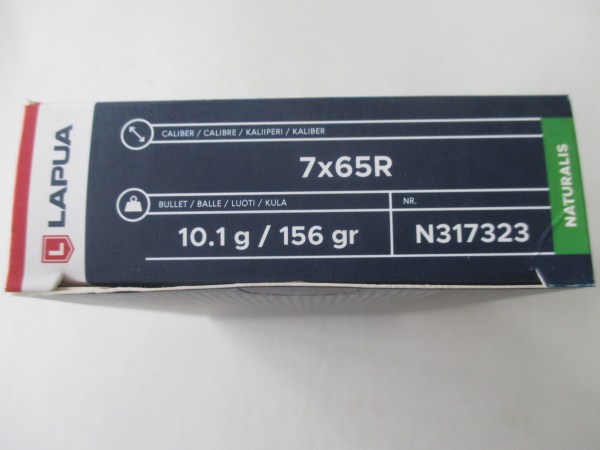 LAPUA
L
CALIBER / CALIBRE / KALIIPERI / KALIBER
7x65R
BULLET / BALLE / LUOTI / KULA
10.1 g / 156 gr
NR.
N317323
NATURALIS